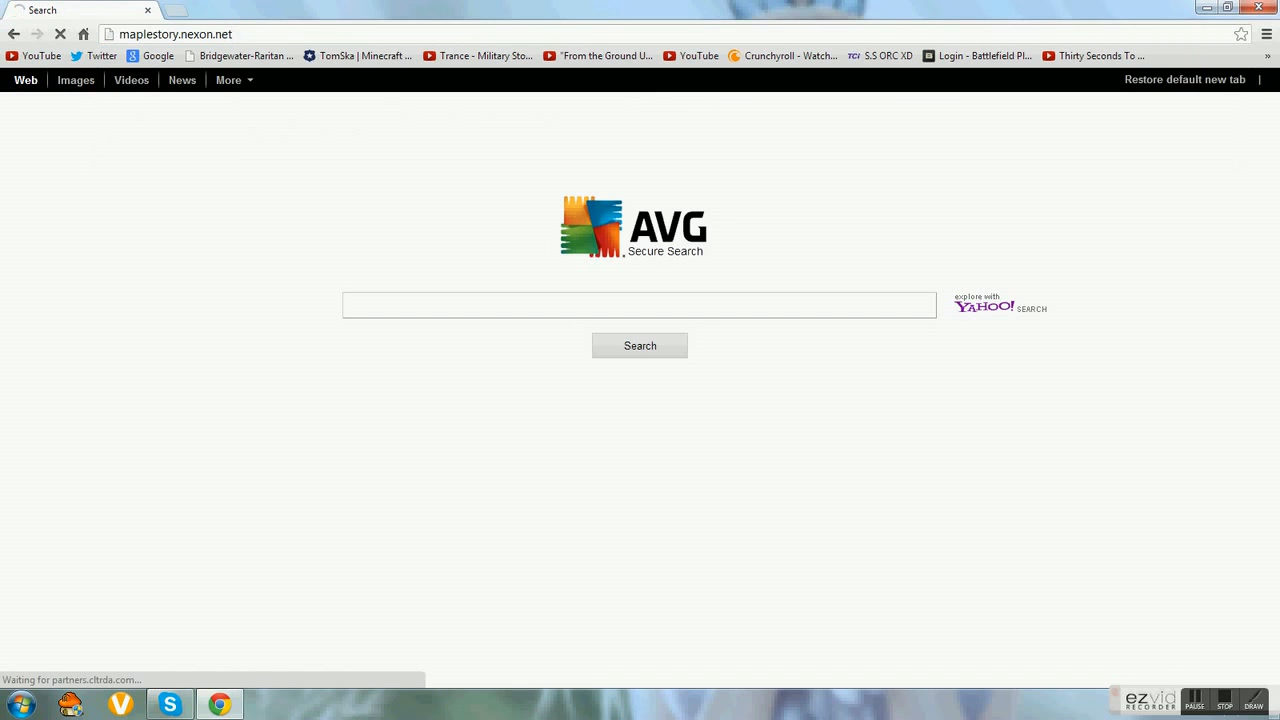 Search
maplestory.nexon.net
YouTube Twitter Google Bridgewater-Raritan ... TomSka | Minecraft ... Trance - Military Sto... "From the Ground U... YouTube Crunchyroll - Watch... TCI S.S ORC XD Login - Battlefield Pl... Thirty Seconds To ... »
Web Images Videos News More Restore default new tab
AVG
Secure Search
explore with
YAHOO! SEARCH
Search
Waiting for partners.cltrda.com...
ezvid
RECORDER
PAUSE STOP DRAW